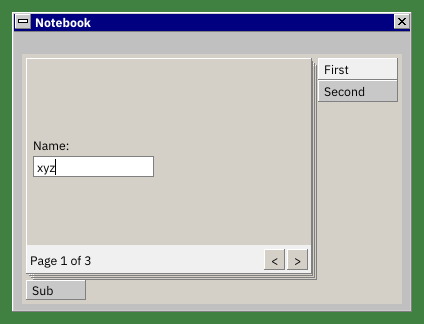 Notebook
First
Second
Name:
xyz
Page 1 of 3
< >
Sub